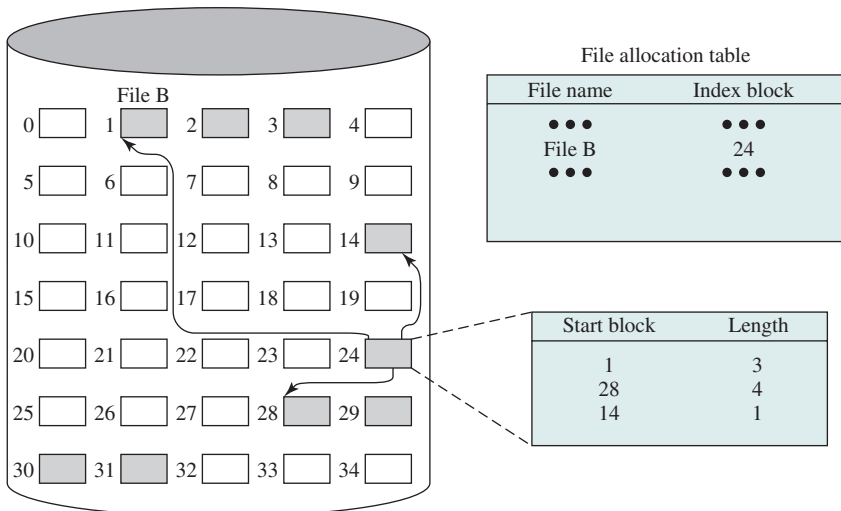 File allocation table
File name Index block
● ● ● ● ● ●
File B 24
● ● ● ● ● ●
File B
0 1 2 3 4
5 6 7 8 9
10 11 12 13 14
15 16 17 18 19
20 21 22 23 24
25 26 27 28 29
30 31 32 33 34
Start block Length
1 3
28 4
14 1